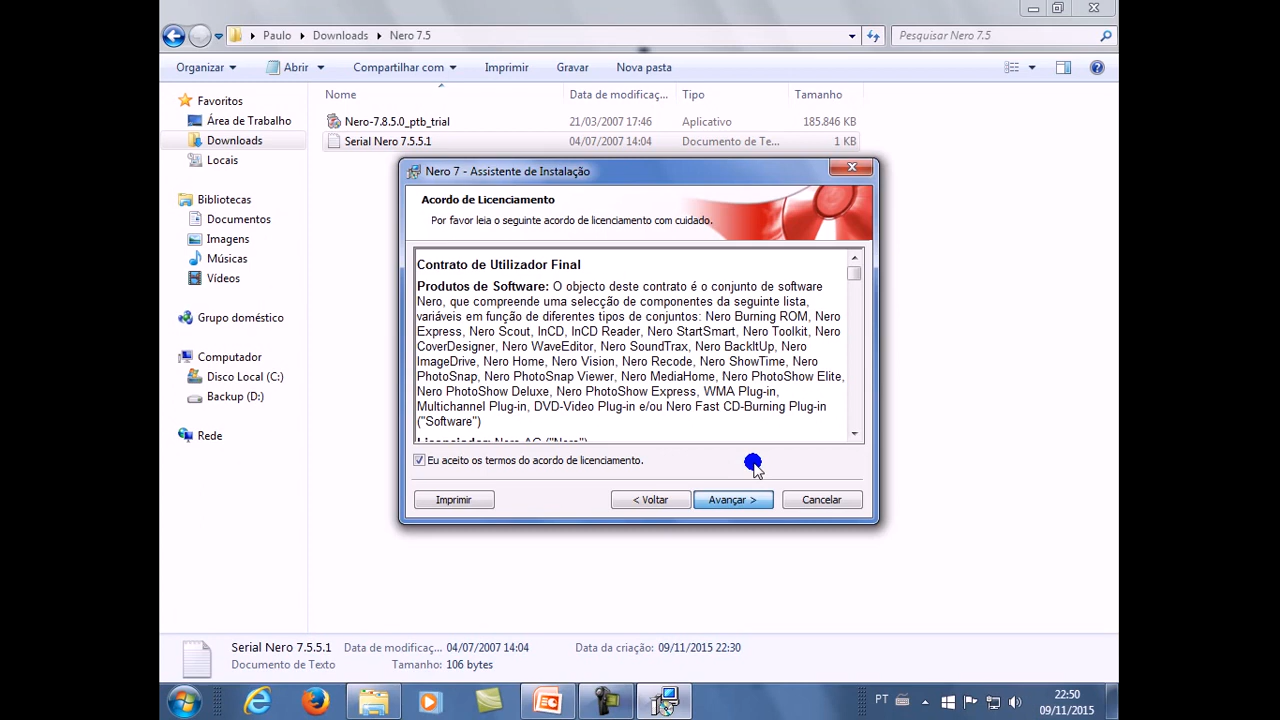 Paulo Downloads Nero 7.5
Pesquisar Nero 7.5
Organizar Abrir Compartilhar com Imprimir Gravar Nova pasta
Nome Data de modificaç... Tipo Tamanho
Nero-7.8.5.0_ptb_trial 21/03/2007 17:46 Aplicativo 185.846 KB
Serial Nero 7.5.5.1 04/07/2007 14:04 Documento de Te... 1 KB
Favoritos
Área de Trabalho
Downloads
Locais
Bibliotecas
Documentos
Imagens
Músicas
Vídeos
Grupo doméstico
Computador
Disco Local (C:)
Backup (D:)
Rede
Nero 7 - Assistente de Instalação
Acordo de Licenciamento
Por favor leia o seguinte acordo de licenciamento com cuidado.
Contrato de Utilizador Final
Produtos de Software: O objecto deste contrato é o conjunto de software
Nero, que compreende uma selecção de componentes da seguinte lista,
variáveis em função de diferentes tipos de conjuntos: Nero Burning ROM, Nero
Express, Nero Scout, InCD, InCD Reader, Nero StartSmart, Nero Toolkit, Nero
CoverDesigner, Nero WaveEditor, Nero SoundTrax, Nero BackItUp, Nero
ImageDrive, Nero Home, Nero Vision, Nero Recode, Nero ShowTime, Nero
PhotoSnap, Nero PhotoSnap Viewer, Nero MediaHome, Nero PhotoShow Elite,
Nero PhotoShow Deluxe, Nero PhotoShow Express, WMA Plug-in,
Multichannel Plug-in, DVD-Video Plug-in e/ou Nero Fast CD-Burning Plug-in
("Software")
Licenciador: Nero AG ("Nero")
Eu aceito os termos do acordo de licenciamento.
Imprimir < Voltar Avançar > Cancelar
Serial Nero 7.5.5.1 Data de modificaç... 04/07/2007 14:04 Data da criação: 09/11/2015 22:30
Documento de Texto Tamanho: 106 bytes
PT
22:50
09/11/2015